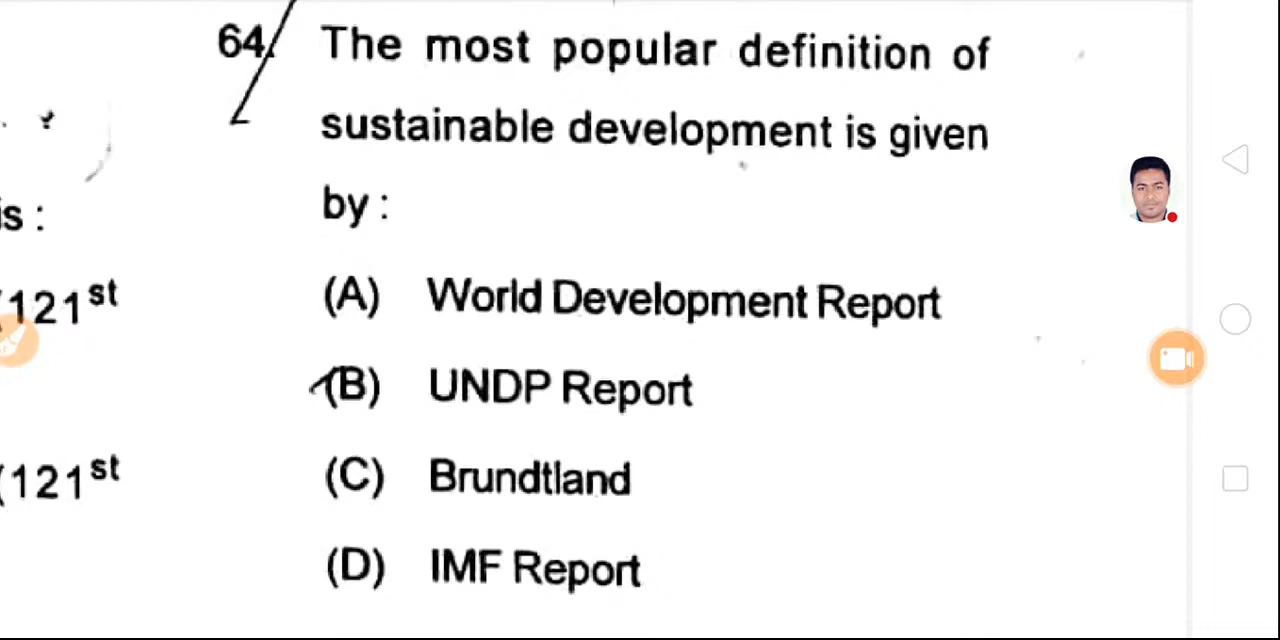 64. The most popular definition of
sustainable development is given
is :
by :
(A) World Development Report
(121st
(B) UNDP Report
(C) Brundtland
(121st
(D) IMF Report